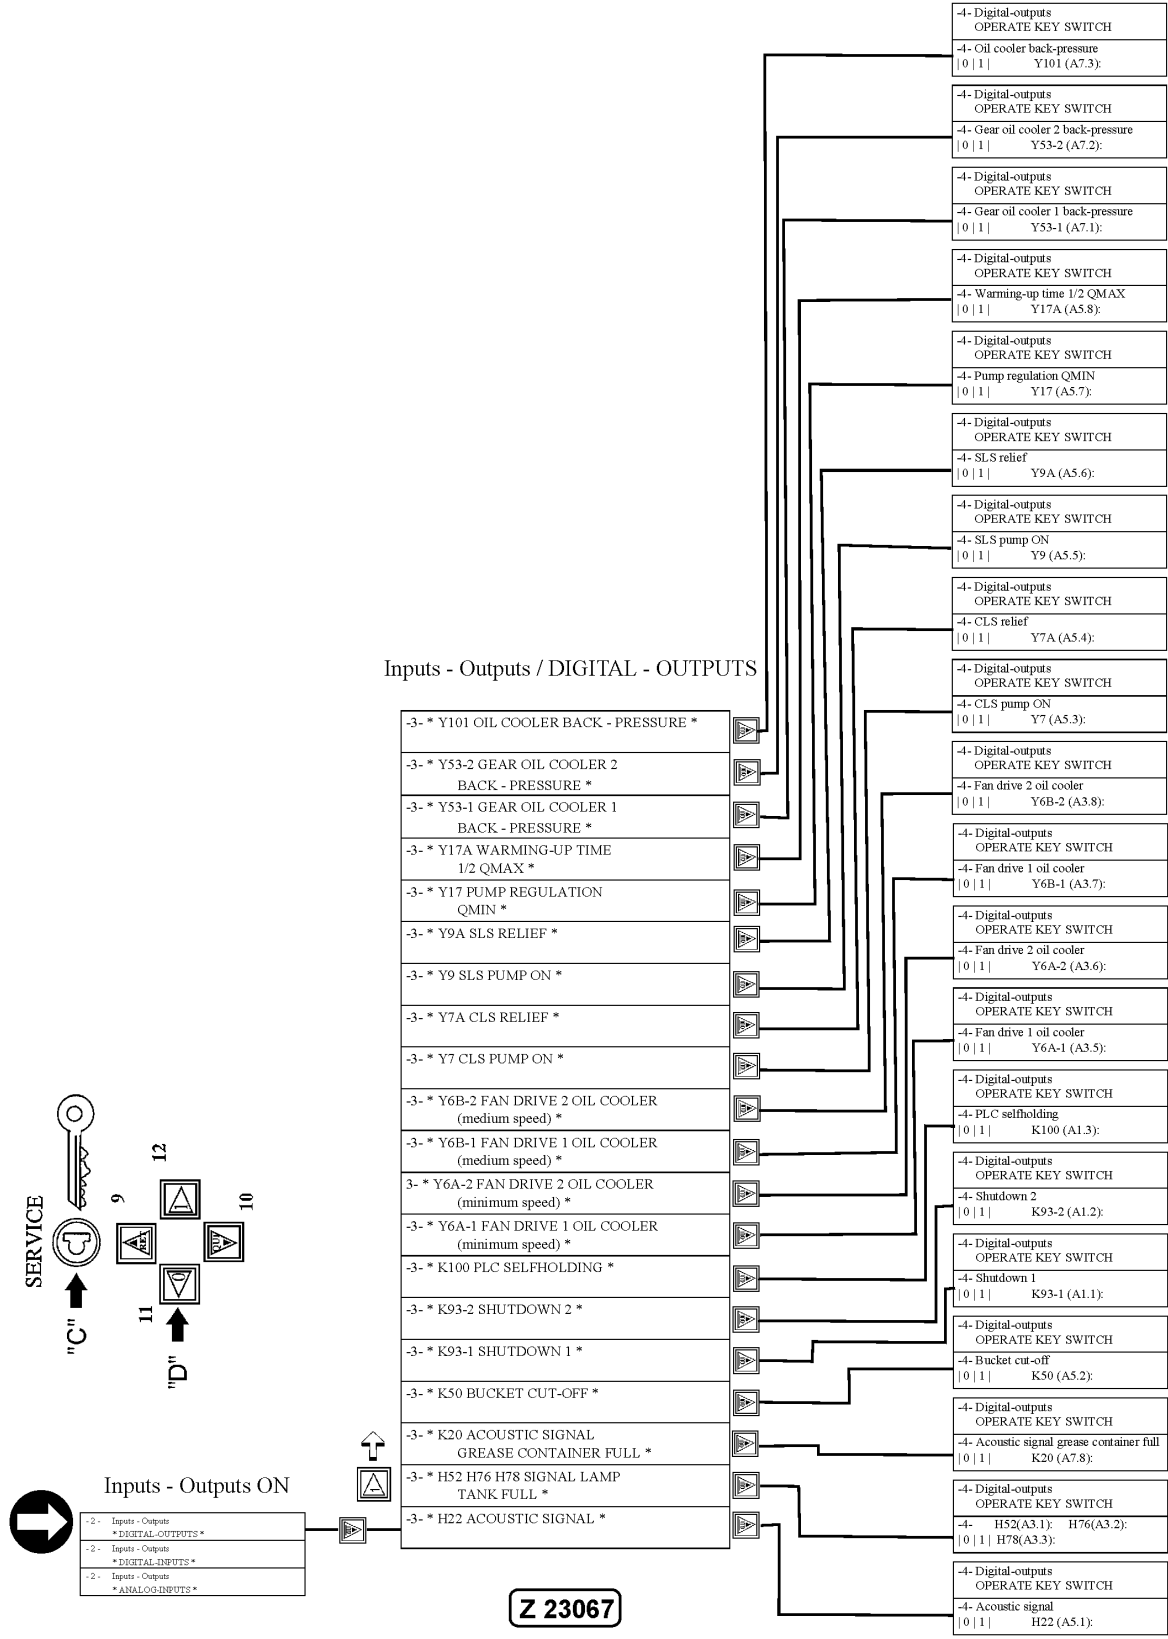 -4- Digital-outputs
OPERATE KEY SWITCH
-4- Oil cooler back-pressure
| 0 | 1 | Y101 (A7.3):
-4- Digital-outputs
OPERATE KEY SWITCH
-4- Gear oil cooler 2 back-pressure
| 0 | 1 | Y53-2 (A7.2):
-4- Digital-outputs
OPERATE KEY SWITCH
-4- Gear oil cooler 1 back-pressure
| 0 | 1 | Y53-1 (A7.1):
-4- Digital-outputs
OPERATE KEY SWITCH
-4- Warming-up time 1/2 QMAX
| 0 | 1 | Y17A (A5.8):
-4- Digital-outputs
OPERATE KEY SWITCH
-4- Pump regulation QMIN
| 0 | 1 | Y17 (A5.7):
-4- Digital-outputs
OPERATE KEY SWITCH
-4- SLS relief
| 0 | 1 | Y9A (A5.6):
-4- Digital-outputs
OPERATE KEY SWITCH
-4- SLS pump ON
| 0 | 1 | Y9 (A5.5):
-4- Digital-outputs
OPERATE KEY SWITCH
-4- CLS relief
| 0 | 1 | Y7A (A5.4):
-4- Digital-outputs
OPERATE KEY SWITCH
-4- CLS pump ON
| 0 | 1 | Y7 (A5.3):
-4- Digital-outputs
OPERATE KEY SWITCH
-4- Fan drive 2 oil cooler
| 0 | 1 | Y6B-2 (A3.8):
-4- Digital-outputs
OPERATE KEY SWITCH
-4- Fan drive 1 oil cooler
| 0 | 1 | Y6B-1 (A3.7):
-4- Digital-outputs
OPERATE KEY SWITCH
-4- Fan drive 2 oil cooler
| 0 | 1 | Y6A-2 (A3.6):
-4- Digital-outputs
OPERATE KEY SWITCH
-4- Fan drive 1 oil cooler
| 0 | 1 | Y6A-1 (A3.5):
-4- Digital-outputs
OPERATE KEY SWITCH
-4- PLC selfholding
| 0 | 1 | K100 (A1.3):
-4- Digital-outputs
OPERATE KEY SWITCH
-4- Shutdown 2
| 0 | 1 | K93-2 (A1.2):
-4- Digital-outputs
OPERATE KEY SWITCH
-4- Shutdown 1
| 0 | 1 | K93-1 (A1.1):
-4- Digital-outputs
OPERATE KEY SWITCH
-4- Bucket cut-off
| 0 | 1 | K50 (A5.2):
-4- Digital-outputs
OPERATE KEY SWITCH
-4- Acoustic signal grease container full
| 0 | 1 | K20 (A7.8):
-4- Digital-outputs
OPERATE KEY SWITCH
-4- H52(A3.1): H76(A3.2):
| 0 | 1 | H78(A3.3):
-4- Digital-outputs
OPERATE KEY SWITCH
-4- Acoustic signal
| 0 | 1 | H22 (A5.1):
Inputs - Outputs / DIGITAL - OUTPUTS
-3- * Y101 OIL COOLER BACK - PRESSURE *
-3- * Y53-2 GEAR OIL COOLER 2
BACK - PRESSURE *
-3- * Y53-1 GEAR OIL COOLER 1
BACK - PRESSURE *
-3- * Y17A WARMING-UP TIME
1/2 QMAX *
-3- * Y17 PUMP REGULATION
QMIN *
-3- * Y9A SLS RELIEF *
-3- * Y9 SLS PUMP ON *
-3- * Y7A CLS RELIEF *
-3- * Y7 CLS PUMP ON *
-3- * Y6B-2 FAN DRIVE 2 OIL COOLER
(medium speed) *
-3- * Y6B-1 FAN DRIVE 1 OIL COOLER
(medium speed) *
3- * Y6A-2 FAN DRIVE 2 OIL COOLER
(minimum speed) *
-3- * Y6A-1 FAN DRIVE 1 OIL COOLER
(minimum speed) *
-3- * K100 PLC SELFHOLDING *
-3- * K93-2 SHUTDOWN 2 *
-3- * K93-1 SHUTDOWN 1 *
-3- * K50 BUCKET CUT-OFF *
-3- * K20 ACOUSTIC SIGNAL
GREASE CONTAINER FULL *
-3- * H52 H76 H78 SIGNAL LAMP
TANK FULL *
-3- * H22 ACOUSTIC SIGNAL *
SERVICE
"C"
"D"
9
12
10
11
RET
1
QUIT
0
Inputs - Outputs ON
- 2 - Inputs - Outputs
* DIGITAL-OUTPUTS *
- 2 - Inputs - Outputs
* DIGITAL-INPUTS *
- 2 - Inputs - Outputs
* ANALOG-INPUTS *
1
Z 23067